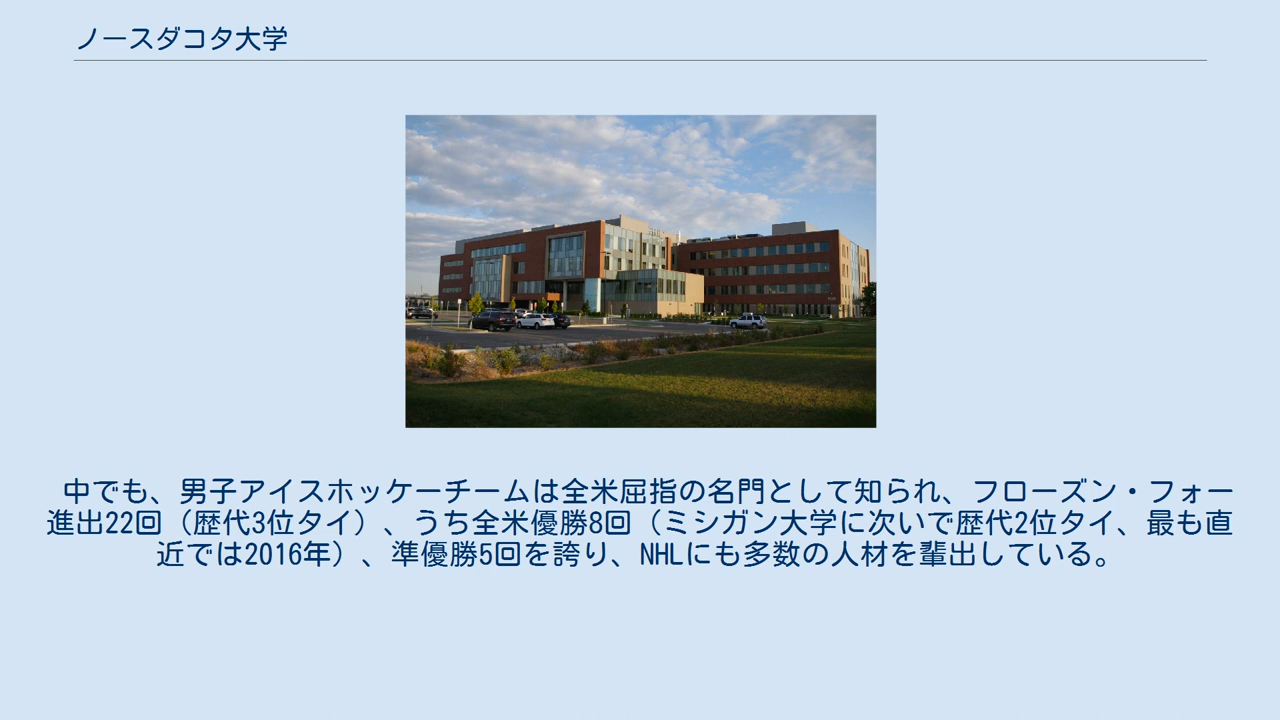 ノースダコタ大学
中でも、男子アイスホッケーチームは全米屈指の名門として知られ、フローズン・フォー
進出22回（歴代3位タイ）、うち全米優勝8回（ミシガン大学に次いで歴代2位タイ、最も直
近では2016年）、準優勝5回を誇り、NHLにも多数の人材を輩出している。